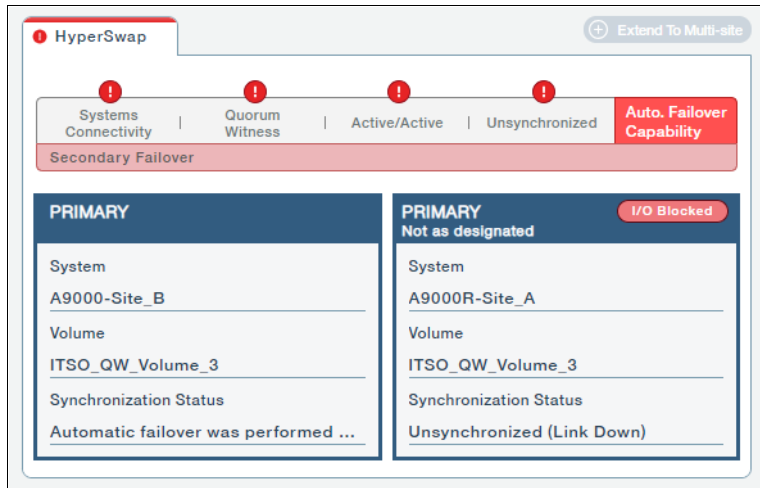 HyperSwap
Extend To Multi-site
Systems Connectivity | Quorum Witness | Active/Active | Unsynchronized
Auto. Failover Capability
Secondary Failover
PRIMARY
System
A9000-Site_B
Volume
ITSO_QW_Volume_3
Synchronization Status
Automatic failover was performed ...
PRIMARY
Not as designated
I/O Blocked
System
A9000R-Site_A
Volume
ITSO_QW_Volume_3
Synchronization Status
Unsynchronized (Link Down)